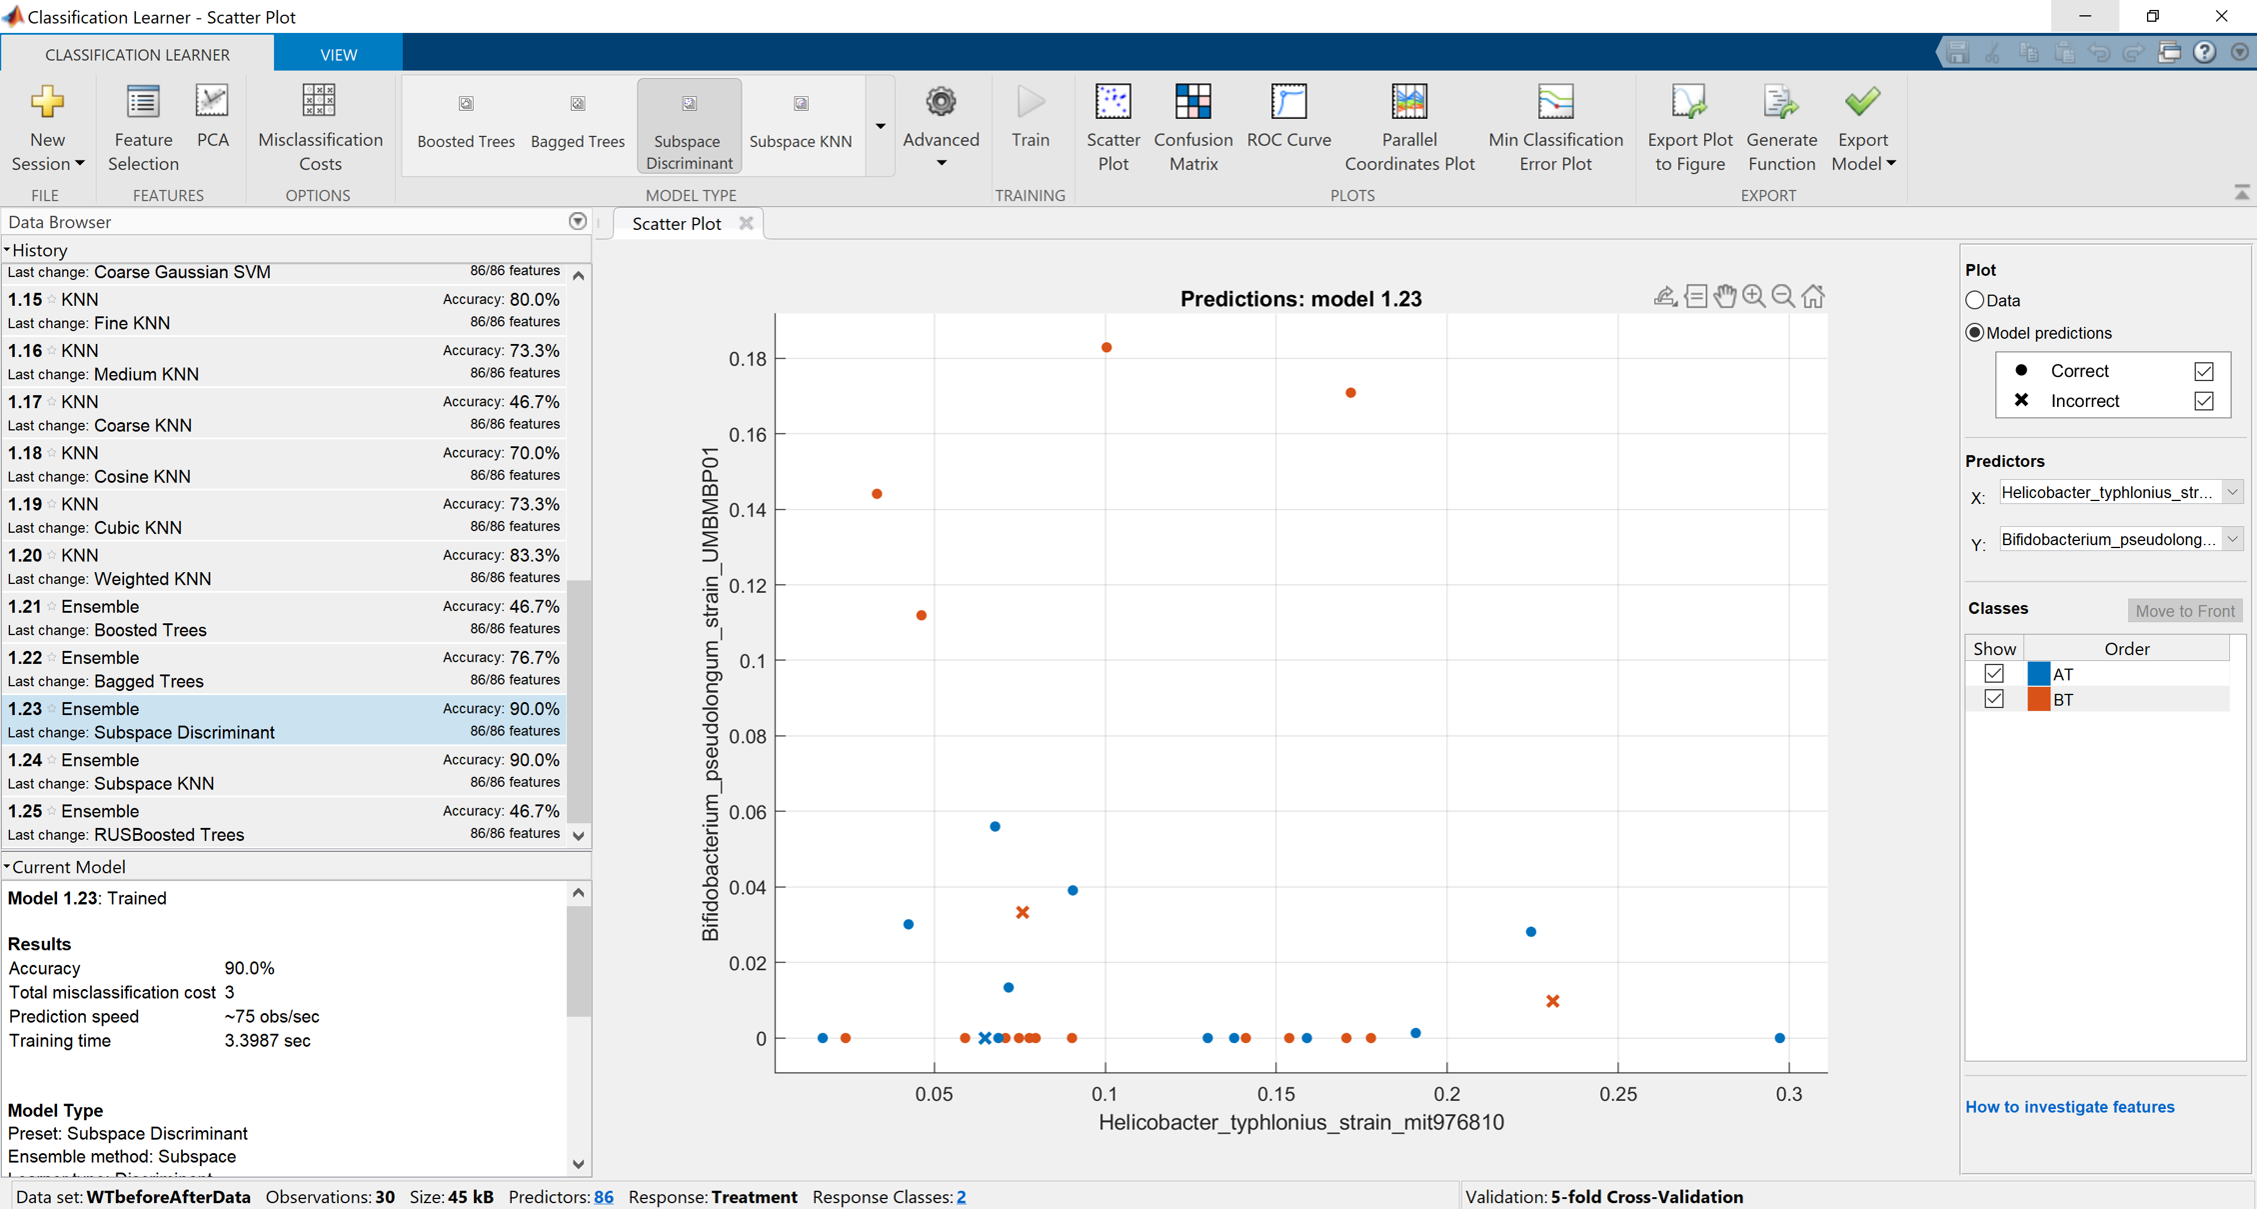 Classification Learner - Scatter Plot
CLASSIFICATION LEARNER
VIEW
New Session
Feature Selection
PCA
Misclassification Costs
Boosted Trees
Bagged Trees
Subspace Discriminant
Subspace KNN
Advanced
Train
Scatter Plot
Confusion Matrix
ROC Curve
Parallel Coordinates Plot
Min Classification Error Plot
Export Plot to Figure
Generate Function
Export Model
FILE
FEATURES
OPTIONS
MODEL TYPE
TRAINING
PLOTS
EXPORT
Data Browser
History
Last change: Coarse Gaussian SVM 86/86 features
1.15 KNN Accuracy: 80.0%
Last change: Fine KNN 86/86 features
1.16 KNN Accuracy: 73.3%
Last change: Medium KNN 86/86 features
1.17 KNN Accuracy: 46.7%
Last change: Coarse KNN 86/86 features
1.18 KNN Accuracy: 70.0%
Last change: Cosine KNN 86/86 features
1.19 KNN Accuracy: 73.3%
Last change: Cubic KNN 86/86 features
1.20 KNN Accuracy: 83.3%
Last change: Weighted KNN 86/86 features
1.21 Ensemble Accuracy: 46.7%
Last change: Boosted Trees 86/86 features
1.22 Ensemble Accuracy: 76.7%
Last change: Bagged Trees 86/86 features
1.23 Ensemble Accuracy: 90.0%
Last change: Subspace Discriminant 86/86 features
1.24 Ensemble Accuracy: 90.0%
Last change: Subspace KNN 86/86 features
1.25 Ensemble Accuracy: 46.7%
Last change: RUSBoosted Trees 86/86 features
Current Model
Model 1.23: Trained
Results
Accuracy 90.0%
Total misclassification cost 3
Prediction speed ~75 obs/sec
Training time 3.3987 sec
Model Type
Preset: Subspace Discriminant
Ensemble method: Subspace
Learner type: Discriminant
Scatter Plot
Predictions: model 1.23
Bifidobacterium_pseudolongum_strain_UMBMBP01
0.18
0.16
0.14
0.12
0.1
0.08
0.06
0.04
0.02
0
0.05 0.1 0.15 0.2 0.25 0.3
Helicobacter_typhlonius_strain_mit976810
Plot
Data
Model predictions
Correct
Incorrect
Predictors
X: Helicobacter_typhlonius_str...
Y: Bifidobacterium_pseudolong...
Classes
Move to Front
Show Order
AT
BT
How to investigate features
Data set: WTbeforeAfterData Observations: 30 Size: 45 kB Predictors: 86 Response: Treatment Response Classes: 2
Validation: 5-fold Cross-Validation